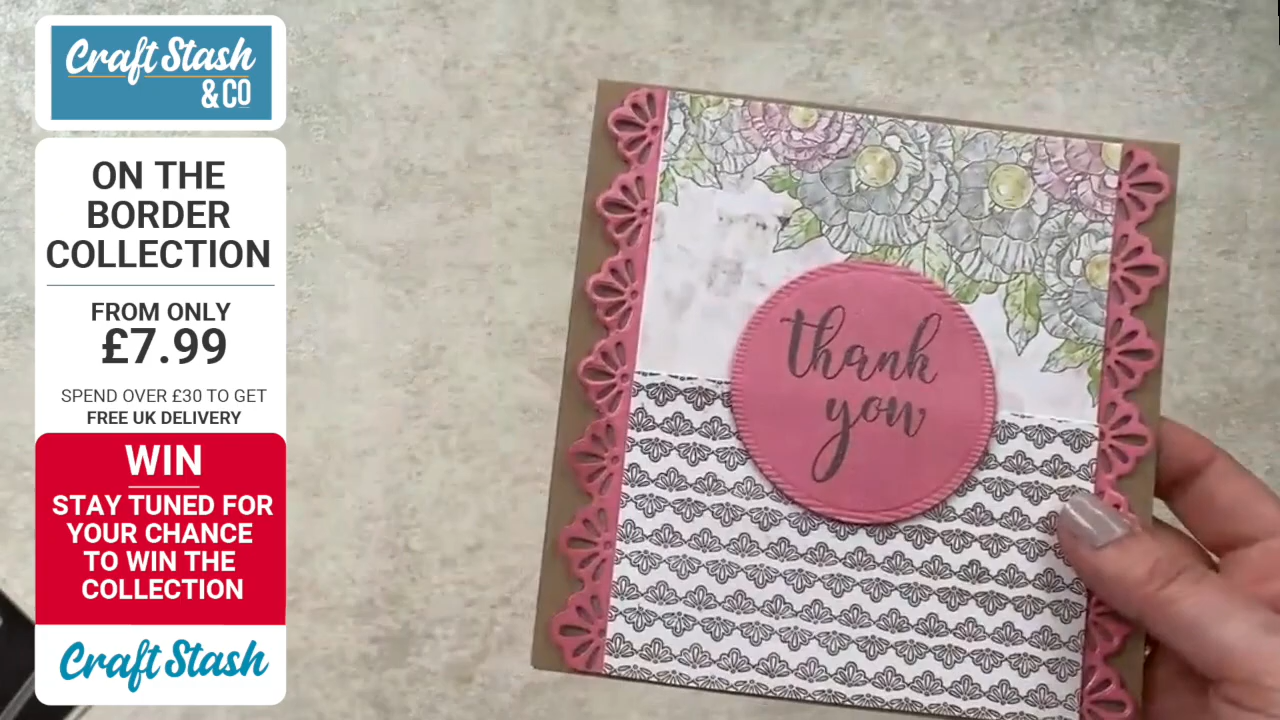 Craft Stash
& CO
ON THE
BORDER
COLLECTION
FROM ONLY
£7.99
SPEND OVER £30 TO GET
FREE UK DELIVERY
WIN
STAY TUNED FOR
YOUR CHANCE
TO WIN THE
COLLECTION
Craft Stash
thank
you